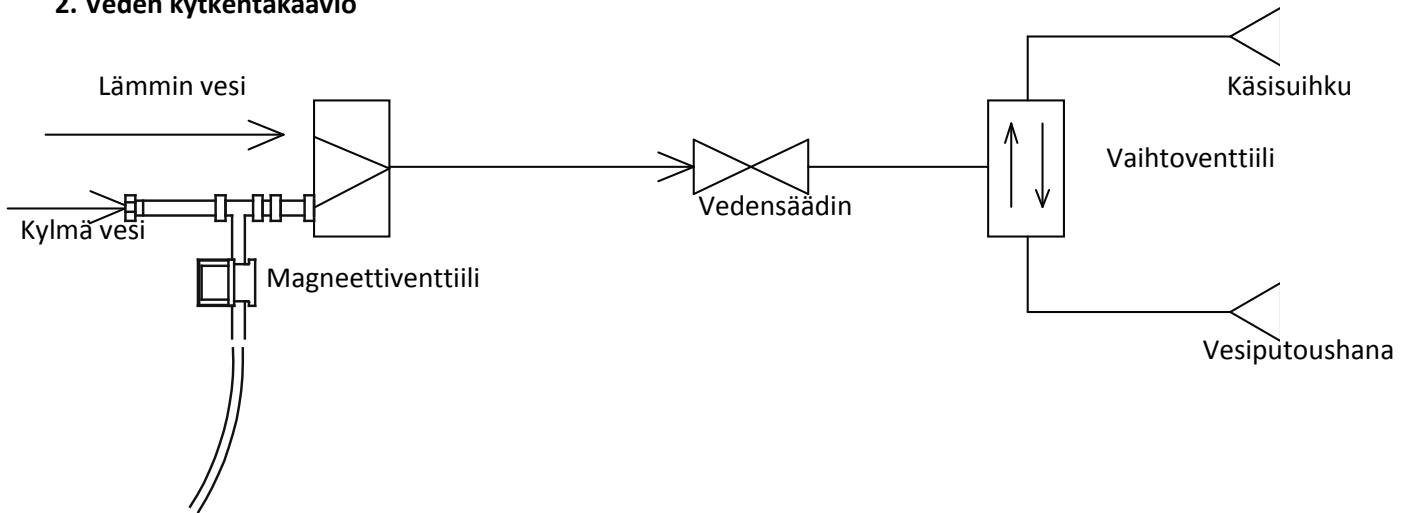 2. Veden kytkentäkaavio
Lämmin vesi
Käsisuihku
Vaihtoventtiili
Vedensäädin
Kylmä vesi
Magneettiventtiili
Vesiputoushana